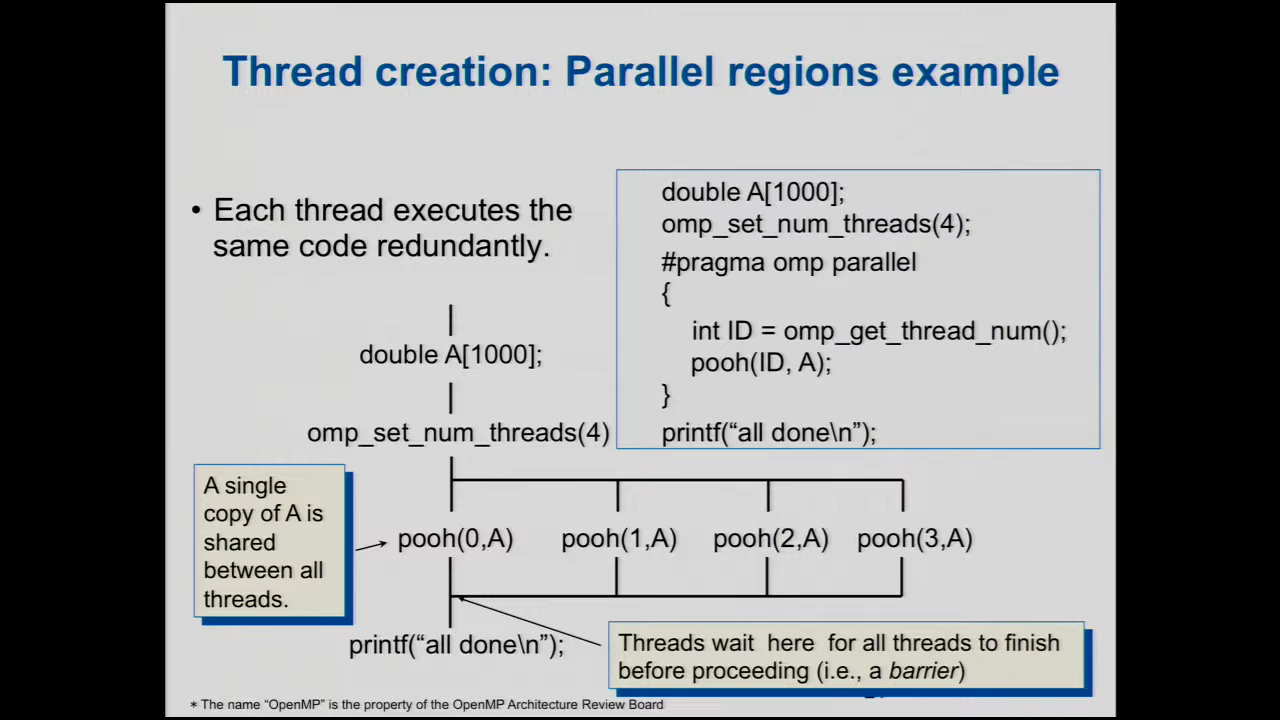 Thread creation: Parallel regions example
• Each thread executes the
same code redundantly.
double A[1000];
omp_set_num_threads(4);
#pragma omp parallel
{
int ID = omp_get_thread_num();
pooh(ID, A);
}
printf(“all done\n”);
double A[1000];
omp_set_num_threads(4)
A single
copy of A is
shared
between all
threads.
pooh(0,A)
pooh(1,A)
pooh(2,A)
pooh(3,A)
printf(“all done\n”);
Threads wait here for all threads to finish
before proceeding (i.e., a barrier)
* The name “OpenMP” is the property of the OpenMP Architecture Review Board